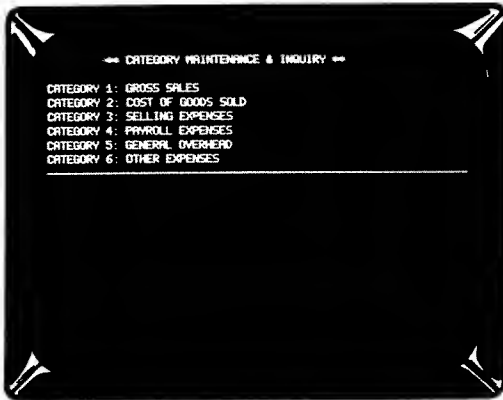 ** CATEGORY MAINTENANCE & INQUIRY **
CATEGORY 1: GROSS SALES
CATEGORY 2: COST OF GOODS SOLD
CATEGORY 3: SELLING EXPENSES
CATEGORY 4: PAYROLL EXPENSES
CATEGORY 5: GENERAL OVERHEAD
CATEGORY 6: OTHER EXPENSES